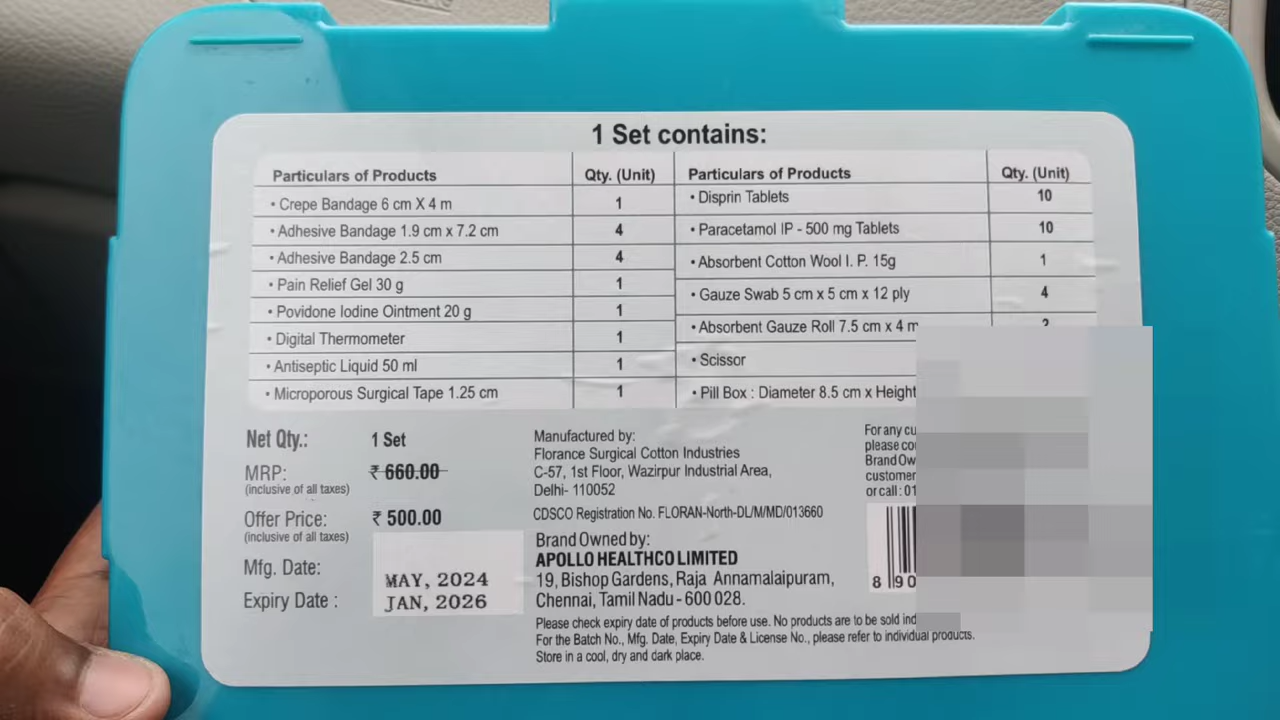 1 Set contains:
Particulars of Products Qty. (Unit) Particulars of Products Qty. (Unit)
• Crepe Bandage 6 cm X 4 m 1 • Disprin Tablets 10
• Adhesive Bandage 1.9 cm x 7.2 cm 4 • Paracetamol IP - 500 mg Tablets 10
• Adhesive Bandage 2.5 cm 4 • Absorbent Cotton Wool I. P. 15g 1
• Pain Relief Gel 30 g 1 • Gauze Swab 5 cm x 5 cm x 12 ply 4
• Povidone Iodine Ointment 20 g 1 • Absorbent Gauze Roll 7.5 cm x 4 m
• Digital Thermometer 1 • Scissor
• Antiseptic Liquid 50 ml 1 • Pill Box : Diameter 8.5 cm x Height
• Microporous Surgical Tape 1.25 cm 1
Net Qty.: 1 Set
MRP: ₹ 660.00
(inclusive of all taxes)
Offer Price: ₹ 500.00
(inclusive of all taxes)
Mfg. Date: MAY, 2024
Expiry Date : JAN, 2026
Manufactured by:
Florance Surgical Cotton Industries
C-57, 1st Floor, Wazirpur Industrial Area,
Delhi- 110052
CDSCO Registration No. FLORAN-North-DL/M/MD/013660
Brand Owned by:
APOLLO HEALTHCO LIMITED
19, Bishop Gardens, Raja Annamalaipuram,
Chennai, Tamil Nadu - 600 028.
Please check expiry date of products before use. No products are to be sold
For the Batch No., Mfg. Date, Expiry Date & License No., please refer to individual products.
Store in a cool, dry and dark place.
For any
please
Brand
customer
or call : 01
8 90